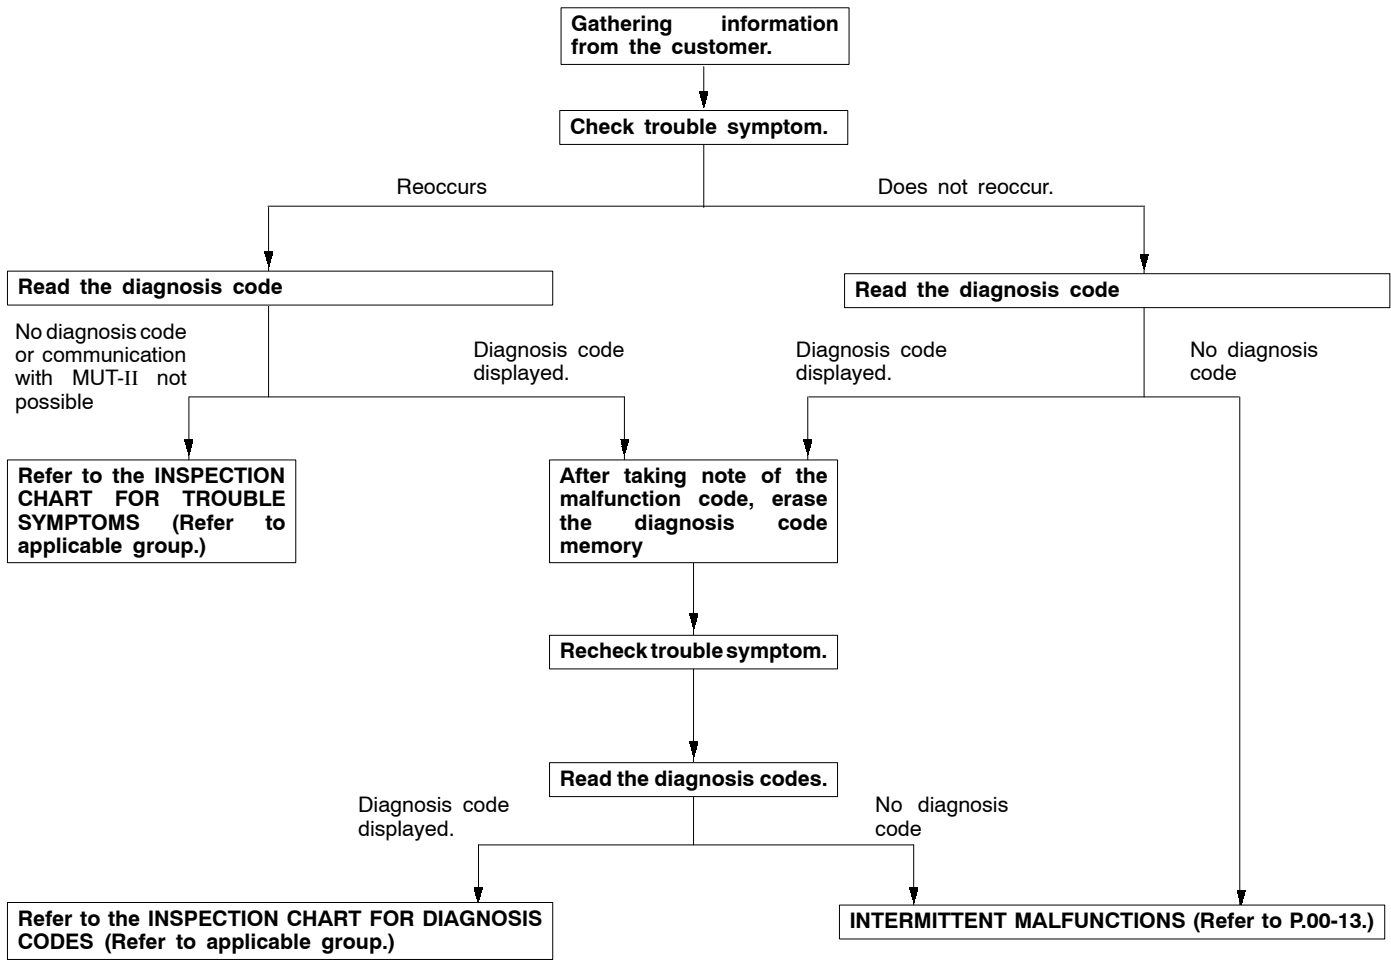 Gathering information
from the customer.
Check trouble symptom.
Reoccurs
Does not reoccur.
Read the diagnosis code
Read the diagnosis code
No diagnosis code
or communication
with MUT-II not
possible
Diagnosis code
displayed.
Diagnosis code
displayed.
No diagnosis
code
Refer to the INSPECTION
CHART FOR TROUBLE
SYMPTOMS (Refer to
applicable group.)
After taking note of the
malfunction code, erase
the diagnosis code
memory
Recheck trouble symptom.
Read the diagnosis codes.
Diagnosis code
displayed.
No diagnosis
code
Refer to the INSPECTION CHART FOR DIAGNOSIS
CODES (Refer to applicable group.)
INTERMITTENT MALFUNCTIONS (Refer to P.00-13.)